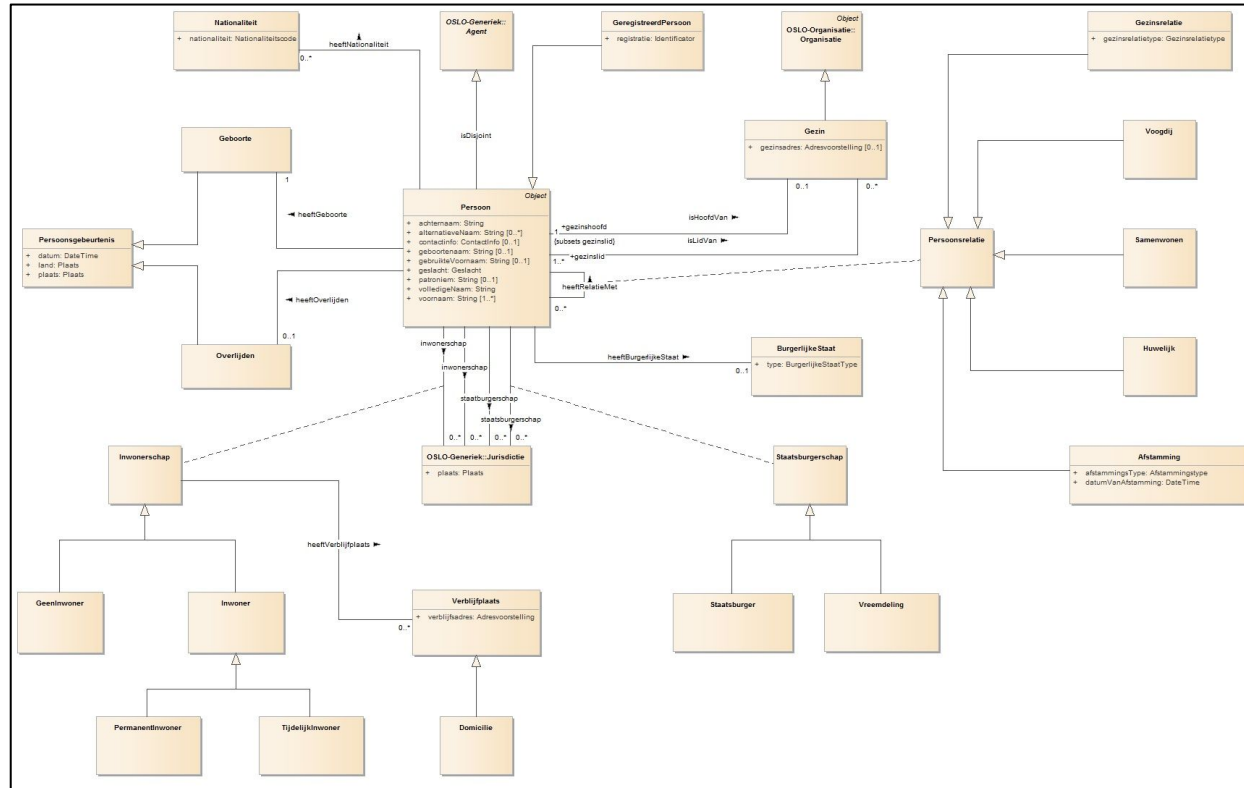 Nationaliteit
+ nationaliteit: Nationaliteitscode
heeftNationaliteit
0..*
OSLO-Generiek::
Agent
GeregistreerdPersoon
+ registratie: Identificator
Object
OSLO-Organisatie::
Organisatie
Gezinsrelatie
+ gezinsrelatietype: Gezinsrelatietype
isDisjoint
Geboorte
1
heeftGeboorte
Gezin
+ gezinsadres: Adresvoorstelling [0..1]
0..1
0..*
Voogdij
Persoonsgebeurtenis
+ datum: DateTime
+ land: Plaats
+ plaats: Plaats
Object
Persoon
+ achternaam: String
+ alternatieveNaam: String [0..*]
+ contactinfo: ContactInfo [0..1]
+ geboortenaam: String [0..1]
+ gebruikteVoornaam: String [0..1]
+ geslacht: Geslacht
+ patroniem: String [0..1]
+ volledigeNaam: String
+ voornaam: String [1..*]
isHoofdVan
1
+gezinshoofd
{subsets gezinslid}
isLidVan
1..*
+gezinslid
heeftRelatieMet
0..*
Persoonsrelatie
Samenwonen
heeftOverlijden
0..1
Overlijden
Huwelijk
heeftBurgerlijkeStaat
0..1
BurgerlijkeStaat
+ type: BurgerlijkeStaatType
inwonerschap
inwonerschap
staatburgerschap
staatsburgerschap
0..*
0..*
0..*
0..*
OSLO-Generiek::Jurisdictie
+ plaats: Plaats
Inwonerschap
Staatsburgerschap
Afstamming
+ afstammingsType: Afstammingstype
+ datumVanAfstamming: DateTime
heeftVerblijfplaats
0..*
GeenInwoner
Inwoner
Verblijfplaats
+ verblijfsadres: Adresvoorstelling
Staatsburger
Vreemdeling
PermanentInwoner
TijdelijkInwoner
Domicilie